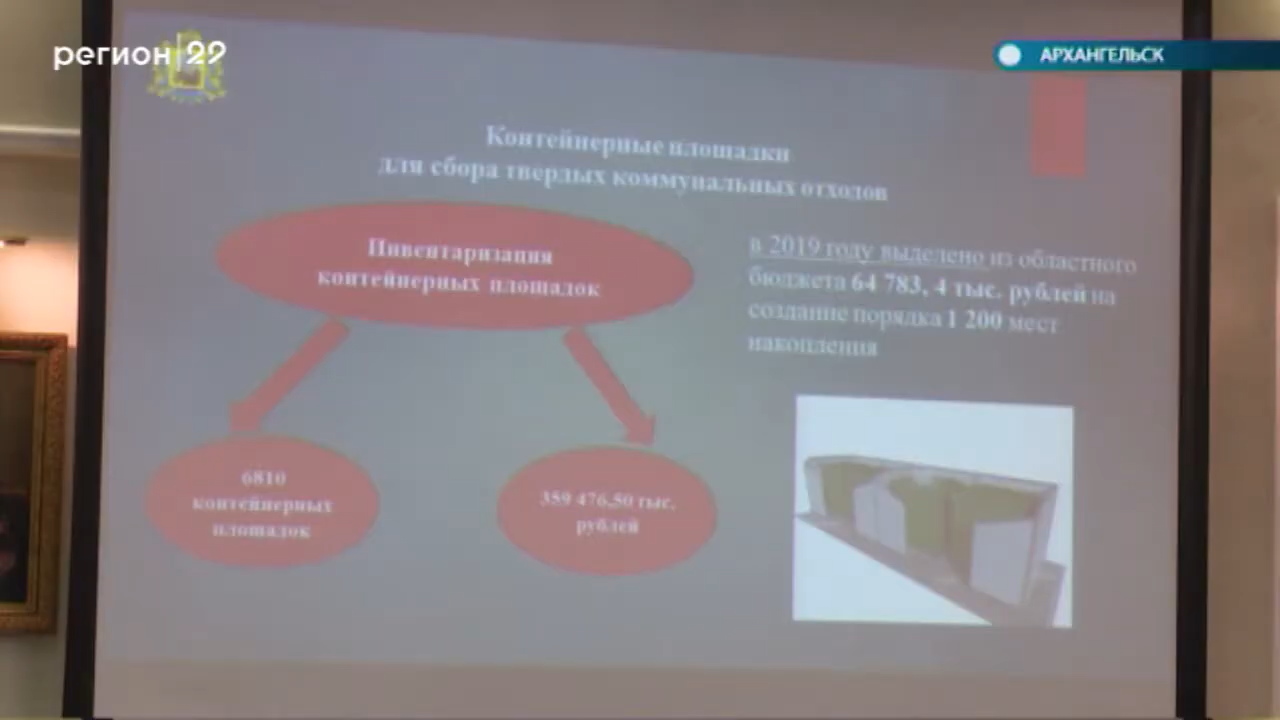 регион 29
АРХАНГЕЛЬСК
Контейнерные площадки
для сбора твердых коммунальных отходов
Инвентаризация
контейнерных площадок
в 2019 году выделено из областного
бюджета 64 783, 4 тыс. рублей на
создание порядка 1 200 мест
накопления
6810
контейнерных
площадок
359 476,50 тыс.
рублей